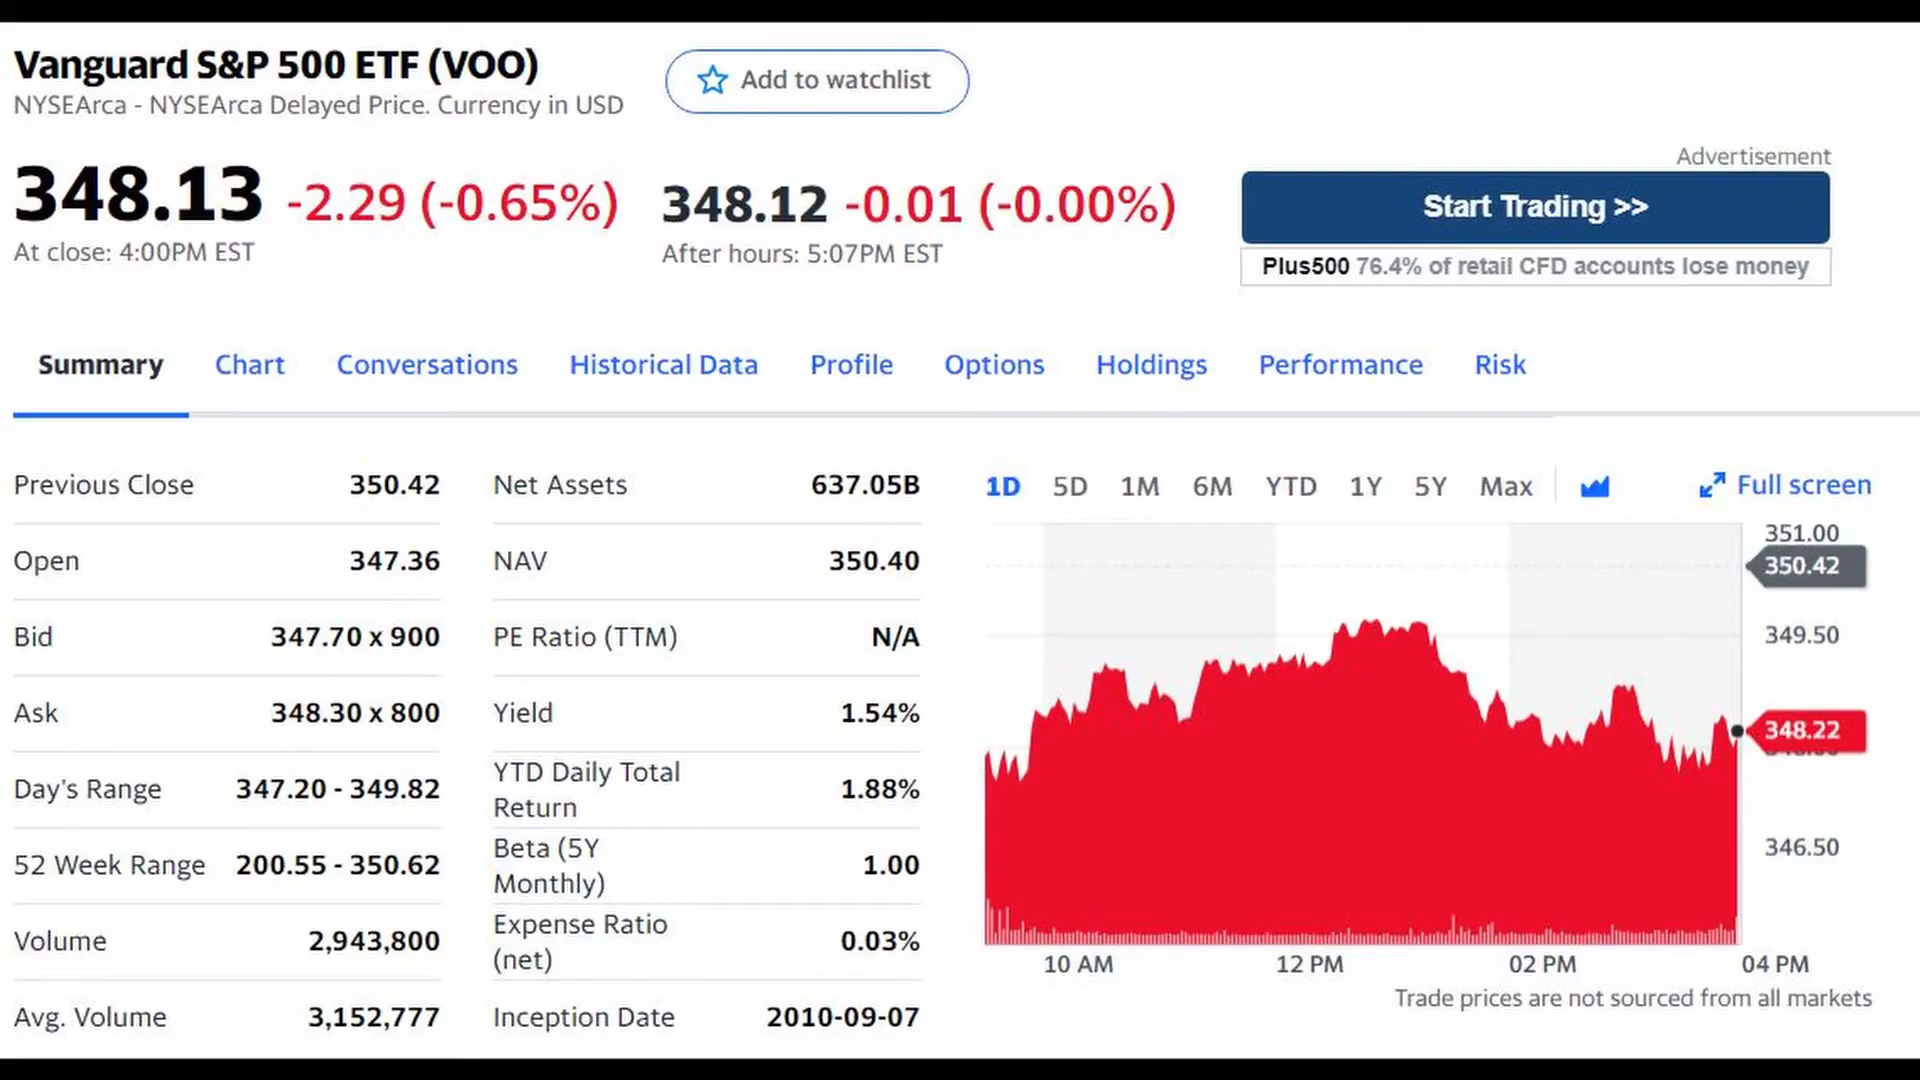 Vanguard S&P 500 ETF (VOO)
NYSEArca - NYSEArca Delayed Price. Currency in USD
Add to watchlist
348.13 -2.29 (-0.65%)
At close: 4:00PM EST
348.12 -0.01 (-0.00%)
After hours: 5:07PM EST
Advertisement
Start Trading >>
Plus500 76.4% of retail CFD accounts lose money
Summary Chart Conversations Historical Data Profile Options Holdings Performance Risk
Previous Close 350.42
Open 347.36
Bid 347.70 x 900
Ask 348.30 x 800
Day's Range 347.20 - 349.82
52 Week Range 200.55 - 350.62
Volume 2,943,800
Avg. Volume 3,152,777
Net Assets 637.05B
NAV 350.40
PE Ratio (TTM) N/A
Yield 1.54%
YTD Daily Total
Return 1.88%
Beta (5Y
Monthly) 1.00
Expense Ratio
(net) 0.03%
Inception Date 2010-09-07
1D 5D 1M 6M YTD 1Y 5Y Max Full screen
351.00
350.42
349.50
348.22
346.50
10 AM 12 PM 02 PM 04 PM
Trade prices are not sourced from all markets